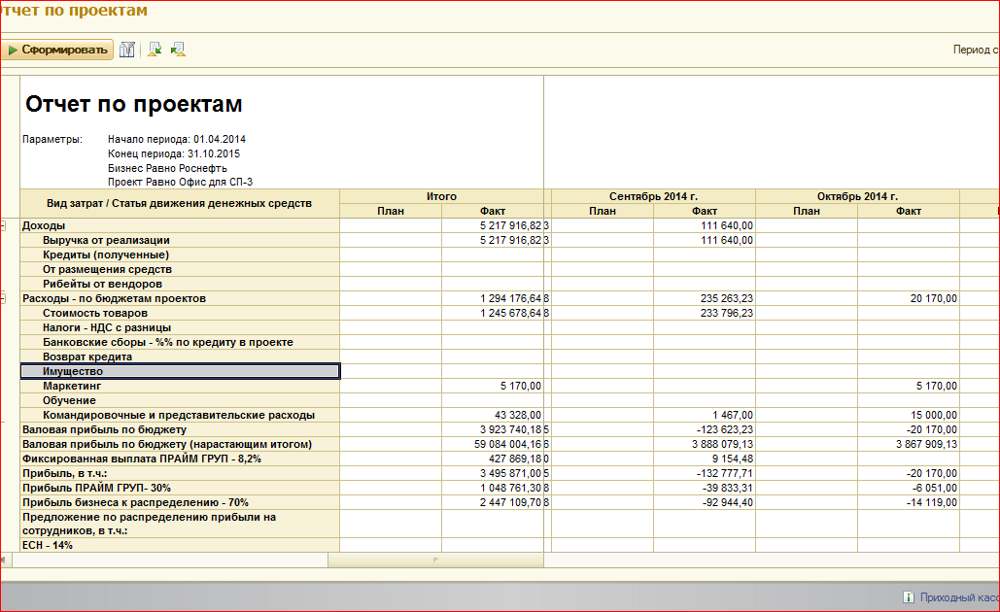 тчет по проектам
Сформировать
Период с
Отчет по проектам
Параметры: Начало периода: 01.04.2014
Конец периода: 31.10.2015
Бизнес Равно Роснефть
Проект Равно Офис для СП-3
Вид затрат / Статья движения денежных средств Итого Сентябрь 2014 г. Октябрь 2014 г.
План Факт План Факт План Факт
Доходы 5 217 916,82 3 111 640,00
Выручка от реализации 5 217 916,82 3 111 640,00
Кредиты (полученные)
От размещения средств
Рибейты от вендоров
Расходы - по бюджетам проектов 1 294 176,64 8 235 263,23 20 170,00
Стоимость товаров 1 245 678,64 8 233 796,23
Налоги - НДС с разницы
Банковские сборы - %% по кредиту в проекте
Возврат кредита
Имущество
Маркетинг 5 170,00 5 170,00
Обучение
Командировочные и представительские расходы 43 328,00 1 467,00 15 000,00
Валовая прибыль по бюджету 3 923 740,18 5 -123 623,23 -20 170,00
Валовая прибыль по бюджету (нарастающим итогом) 59 084 004,16 6 3 888 079,13 3 867 909,13
Фиксированная выплата ПРАЙМ ГРУП - 8,2% 427 869,18 0 9 154,48
Прибыль, в т.ч.: 3 495 871,00 5 -132 777,71 -20 170,00
Прибыль ПРАЙМ ГРУП- 30% 1 048 761,30 8 -39 833,31 -6 051,00
Прибыль бизнеса к распределению - 70% 2 447 109,70 8 -92 944,40 -14 119,00
Предложение по распределению прибыли на
сотрудников, в т.ч.:
ЕСН - 14%
Приходный касс